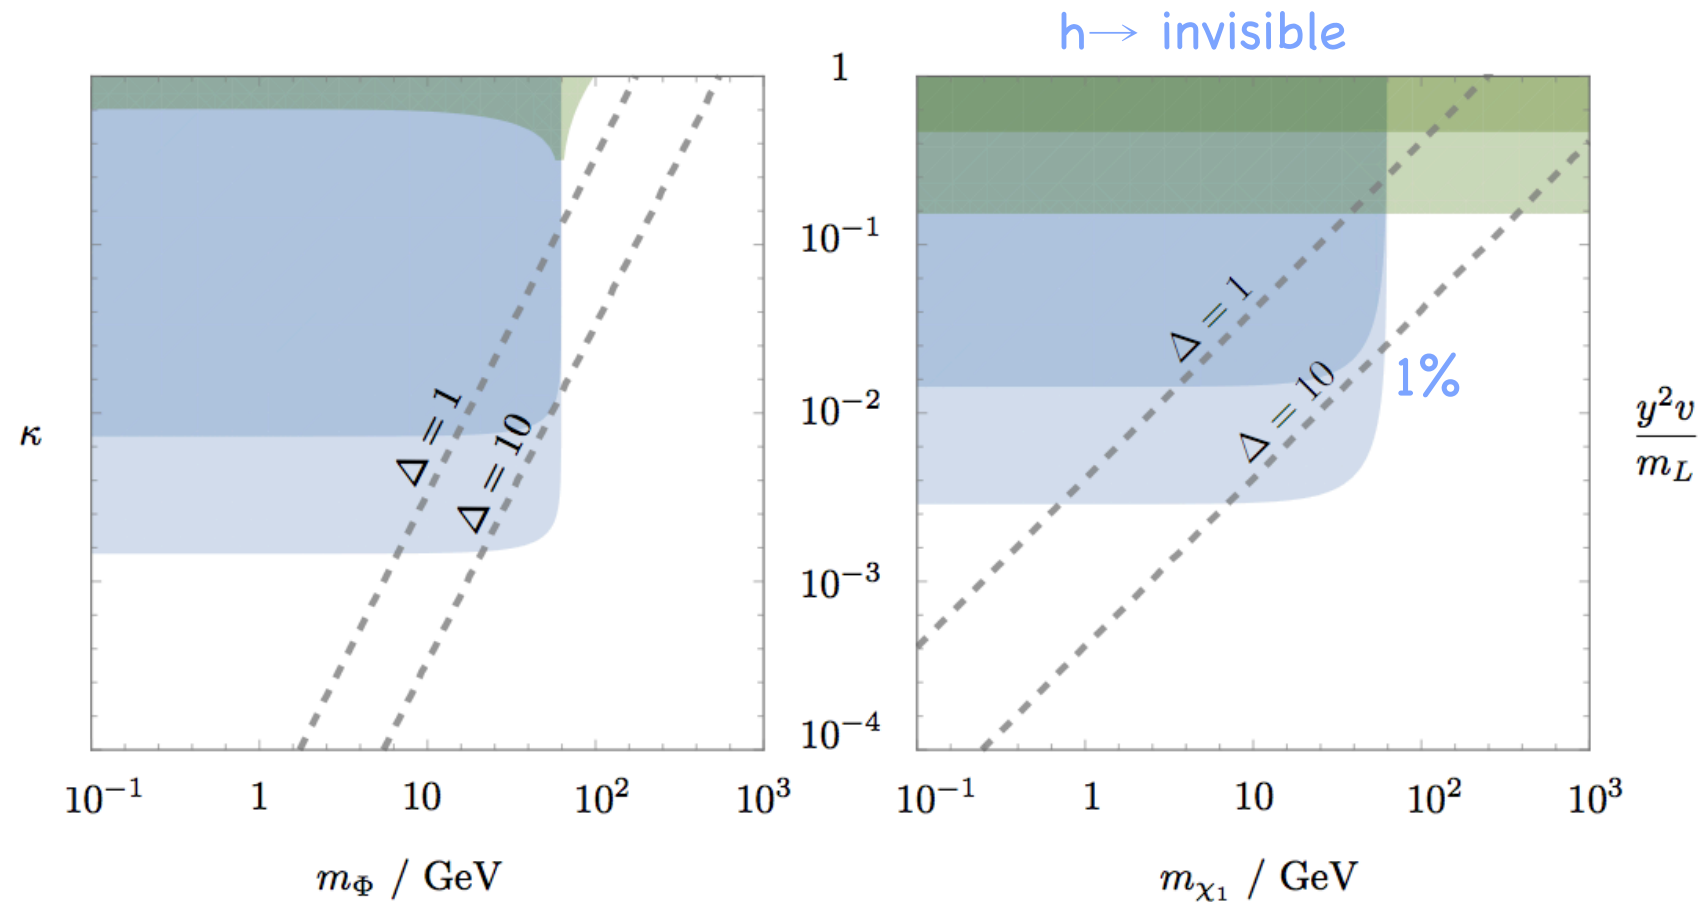 h→ invisible
κ
Δ = 1
Δ = 10
1
10⁻¹
10⁻²
10⁻³
10⁻⁴
10⁻¹ 1 10 10² 10³
m_Φ / GeV
Δ = 1
Δ = 10
1%
y²v
m_L
10⁻¹ 1 10 10² 10³
m_χ₁ / GeV